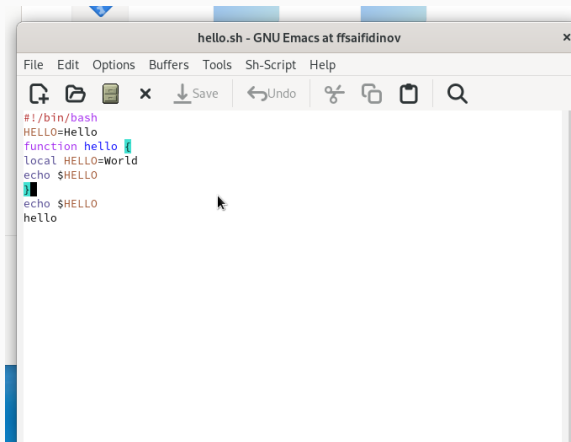 hello.sh - GNU Emacs at ffsaifidinov
File Edit Options Buffers Tools Sh-Script Help
Save Undo
#!/bin/bash
HELLO=Hello
function hello {
local HELLO=World
echo $HELLO
}
echo $HELLO
hello